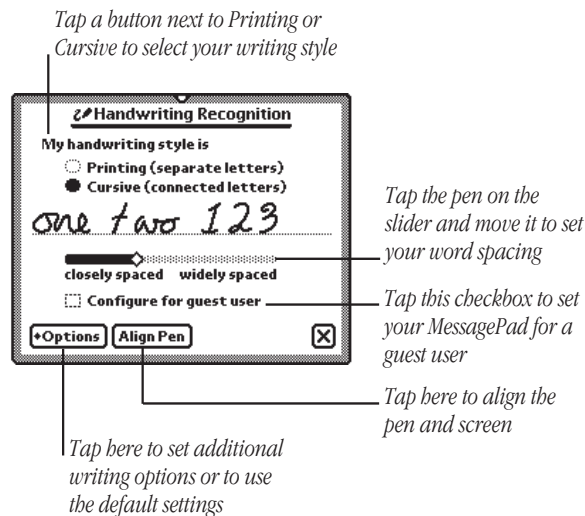 Tap a button next to Printing or
Cursive to select your writing style
Handwriting Recognition
My handwriting style is
Printing (separate letters)
Cursive (connected letters)
one two 123
closely spaced widely spaced
Configure for guest user
Options Align Pen
Tap the pen on the
slider and move it to set
your word spacing
Tap this checkbox to set
your MessagePad for a
guest user
Tap here to align the
pen and screen
Tap here to set additional
writing options or to use
the default settings